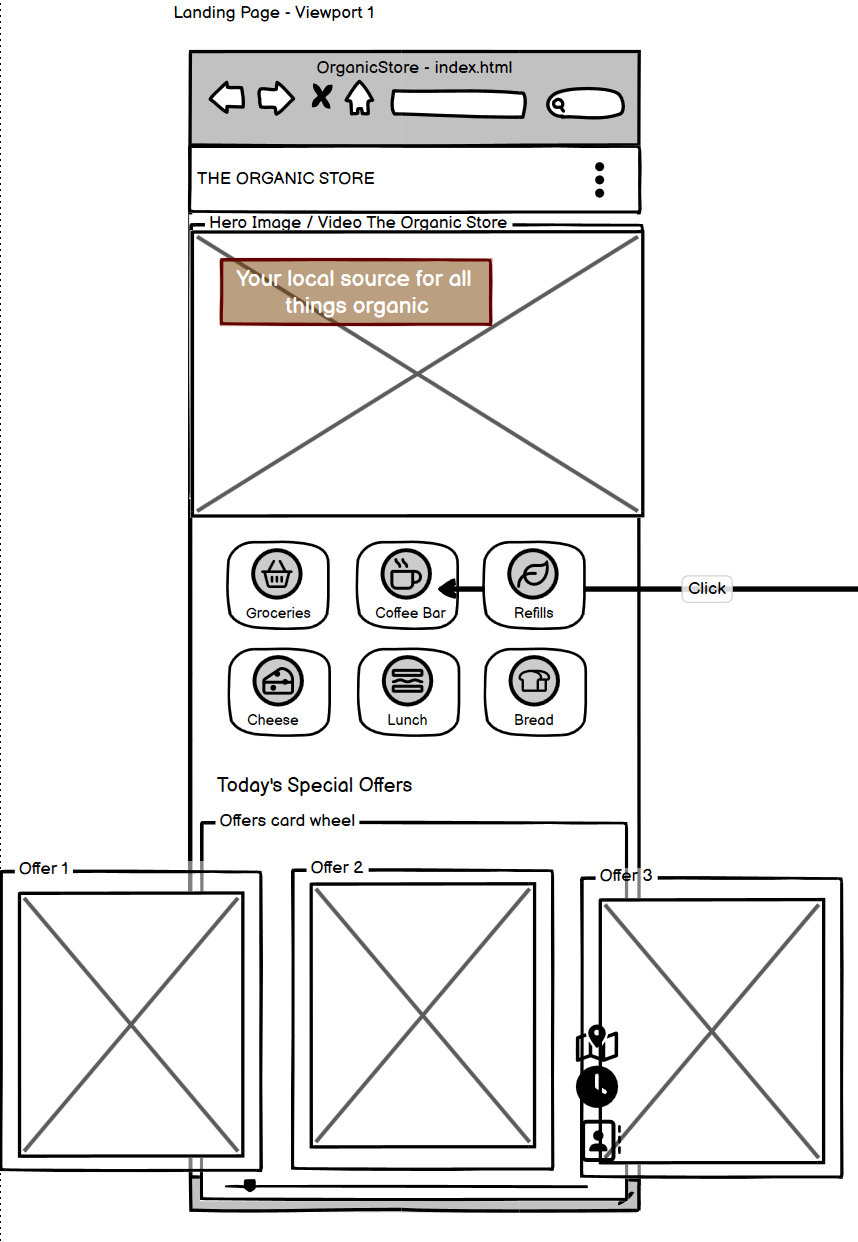 Landing Page - Viewport 1
OrganicStore - index.html
THE ORGANIC STORE
Hero Image / Video The Organic Store
Your local source for all
things organic
Groceries
Coffee Bar
Refills
Click
Cheese
Lunch
Bread
Today's Special Offers
Offers card wheel
Offer 1
Offer 2
Offer 3